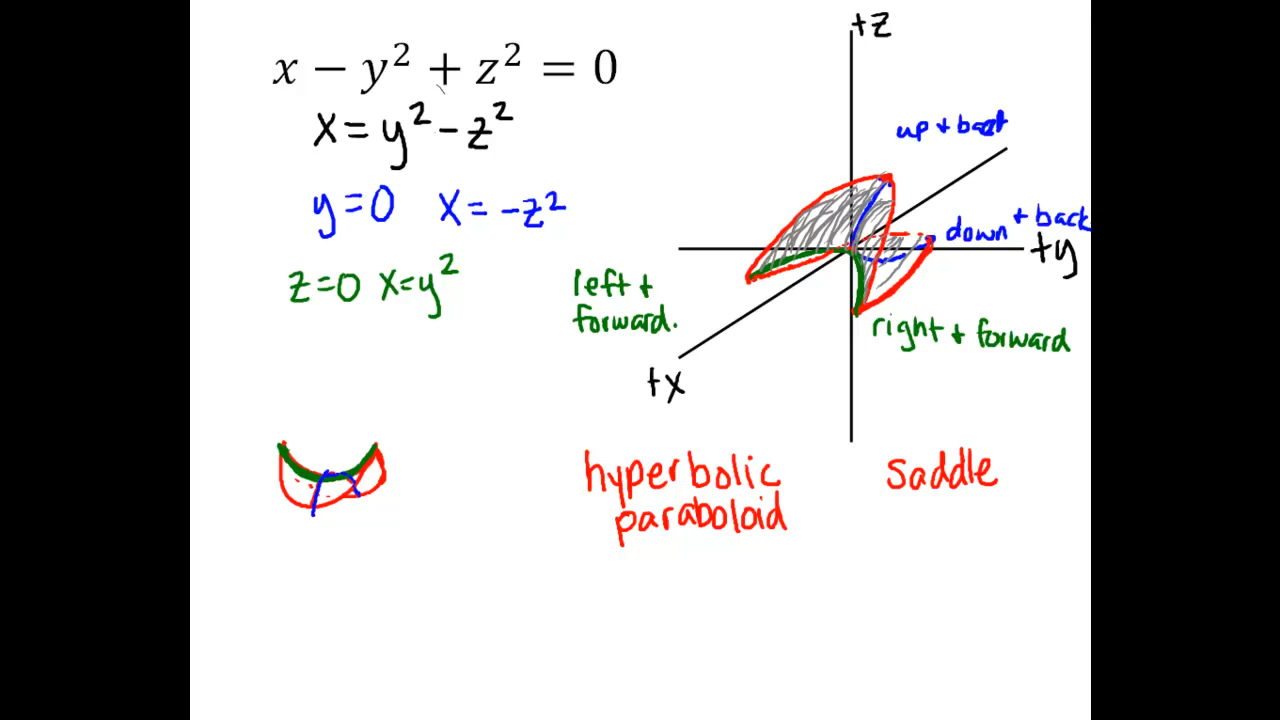 x − y² + z² = 0
x = y² - z²
y=0 x = -z²
z=0 x=y²
+z
up + back
down + back
+y
left +
forward.
right + forward
+x
hyperbolic
paraboloid
saddle